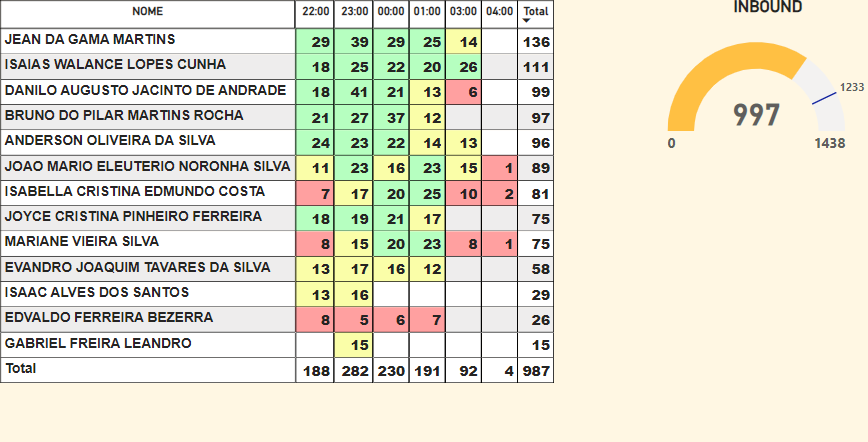 NOME 22:00 23:00 00:00 01:00 03:00 04:00 Total
JEAN DA GAMA MARTINS 29 39 29 25 14 136
ISAIAS WALANCE LOPES CUNHA 18 25 22 20 26 111
DANILO AUGUSTO JACINTO DE ANDRADE 18 41 21 13 6 99
BRUNO DO PILAR MARTINS ROCHA 21 27 37 12 97
ANDERSON OLIVEIRA DA SILVA 24 23 22 14 13 96
JOAO MARIO ELEUTERIO NORONHA SILVA 11 23 16 23 15 1 89
ISABELLA CRISTINA EDMUNDO COSTA 7 17 20 25 10 2 81
JOYCE CRISTINA PINHEIRO FERREIRA 18 19 21 17 75
MARIANE VIEIRA SILVA 8 15 20 23 8 1 75
EVANDRO JOAQUIM TAVARES DA SILVA 13 17 16 12 58
ISAAC ALVES DOS SANTOS 13 16 29
EDVALDO FERREIRA BEZERRA 8 5 6 7 26
GABRIEL FREIRA LEANDRO 15 15
Total 188 282 230 191 92 4 987
INBOUND
1233
997
0 1438